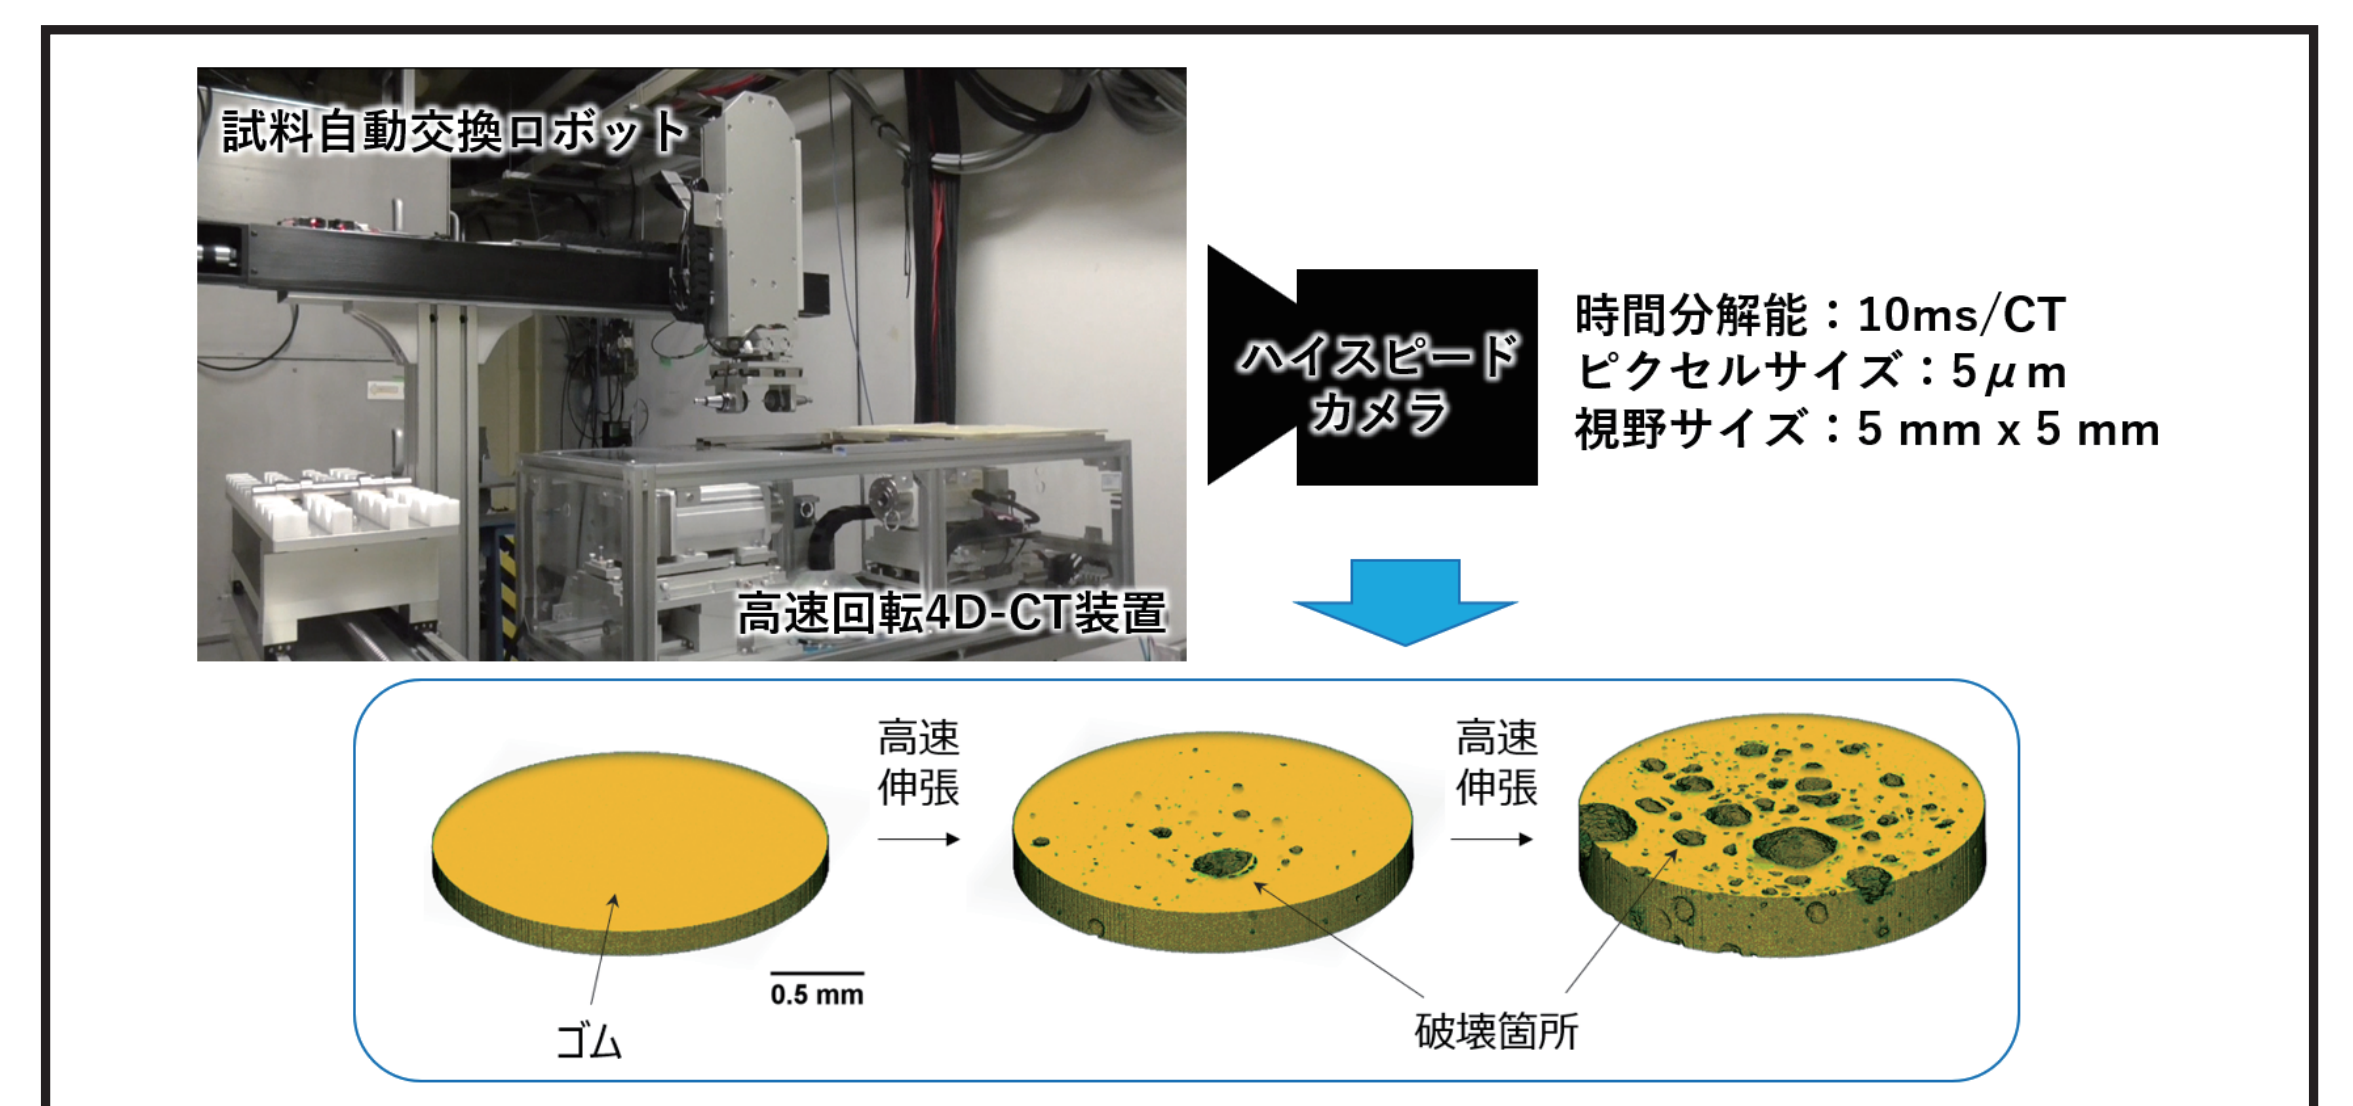 試料自動交換ロボット
高速回転4D-CT装置
ハイスピード
カメラ
時間分解能：10ms/CT
ピクセルサイズ：5μm
視野サイズ：5 mm x 5 mm
高速
伸張
高速
伸張
0.5 mm
ゴム
破壊箇所